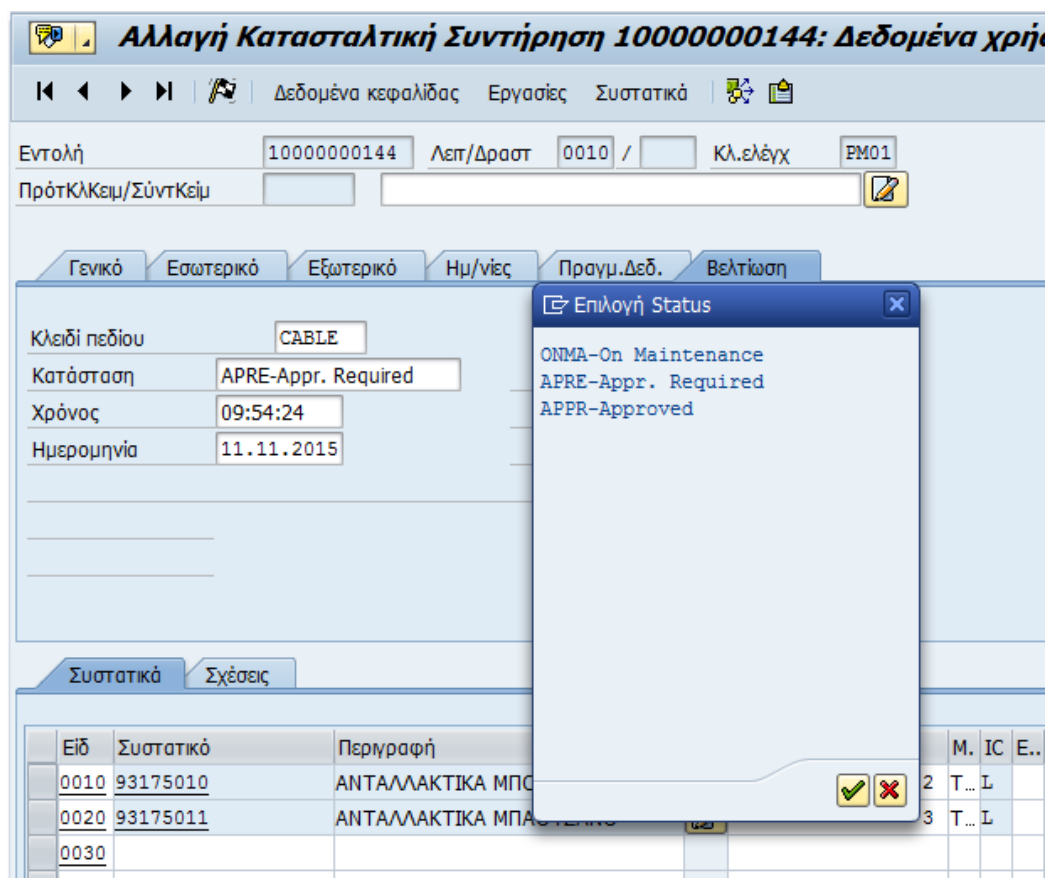 Αλλαγή Κατασταλτική Συντήρηση 10000000144: Δεδομένα
Δεδομένα κεφαλίδας Εργασίες Συστατικά
Εντολή 10000000144 Λεπ/Δραστ 0010 / Κλ.ελέγχ PM01
ΠρότΚλΚειμ/ΣύντΚείμ
Γενικό Εσωτερικό Εξωτερικό Ημ/νίες Πραγμ.Δεδ. Βελτίωση
Επιλογή Status
ONMA-On Maintenance
APRE-Appr. Required
APPR-Approved
Κλειδί πεδίου CABLE
Κατάσταση APRE-Appr. Required
Χρόνος 09:54:24
Ημερομηνία 11.11.2015
Συστατικά Σχέσεις
Είδ Συστατικό Περιγραφή Μ. IC Ε..
0010 93175010 ΑΝΤΑΛΛΑΚΤΙΚΑ 2 Τ... L
0020 93175011 ΑΝΤΑΛΛΑΚΤΙΚΑ 3 Τ... L
0030